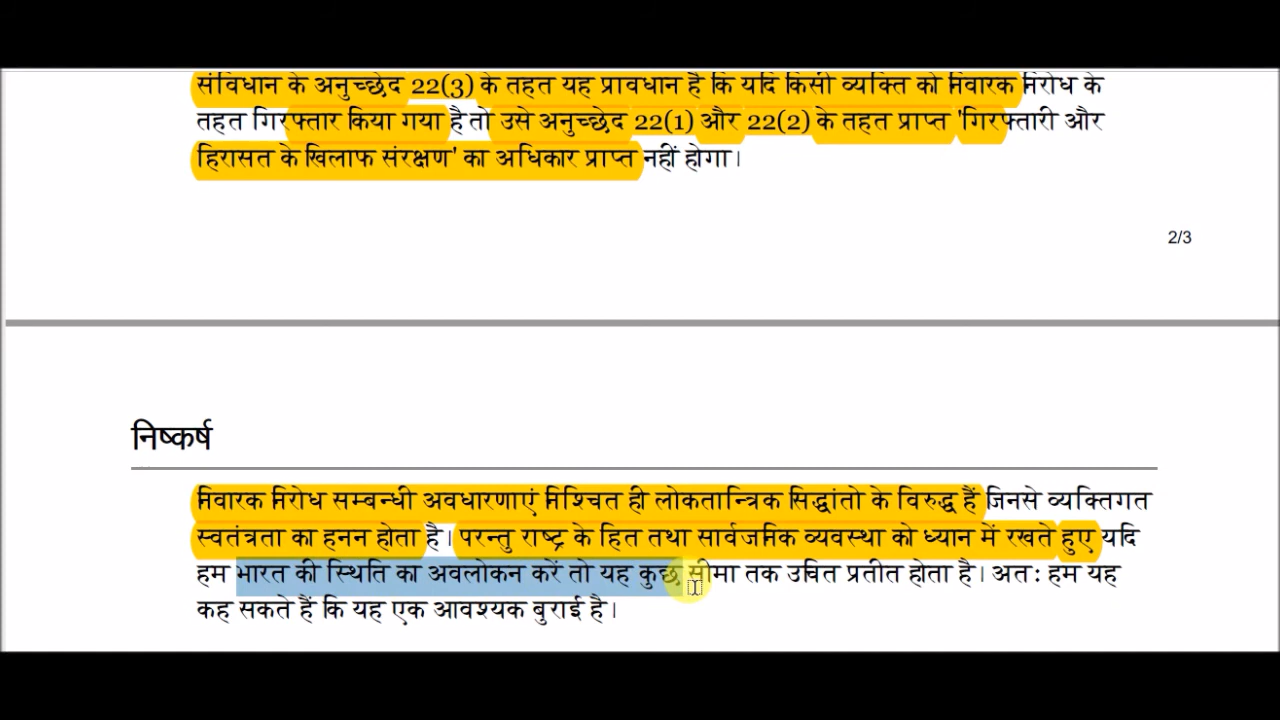 संविधान के अनुच्छेद 22(3) के तहत यह प्रावधान है कि यदि किसी व्यक्ति को निवारक निरोध के
तहत गिरफ्तार किया गया है तो उसे अनुच्छेद 22(1) और 22(2) के तहत प्राप्त 'गिरफ्तारी और
हिरासत के खिलाफ संरक्षण' का अधिकार प्राप्त नहीं होगा।
2/3
निष्कर्ष
निवारक निरोध सम्बन्धी अवधारणाएं निश्चित ही लोकतान्त्रिक सिद्धांतो के विरुद्ध हैं जिनसे व्यक्तिगत
स्वतंत्रता का हनन होता है। परन्तु राष्ट्र के हित तथा सार्वजनिक व्यवस्था को ध्यान में रखते हुए यदि
हम भारत की स्थिति का अवलोकन करें तो यह कुछ सीमा तक उचित प्रतीत होता है। अतः हम यह
कह सकते हैं कि यह एक आवश्यक बुराई है।